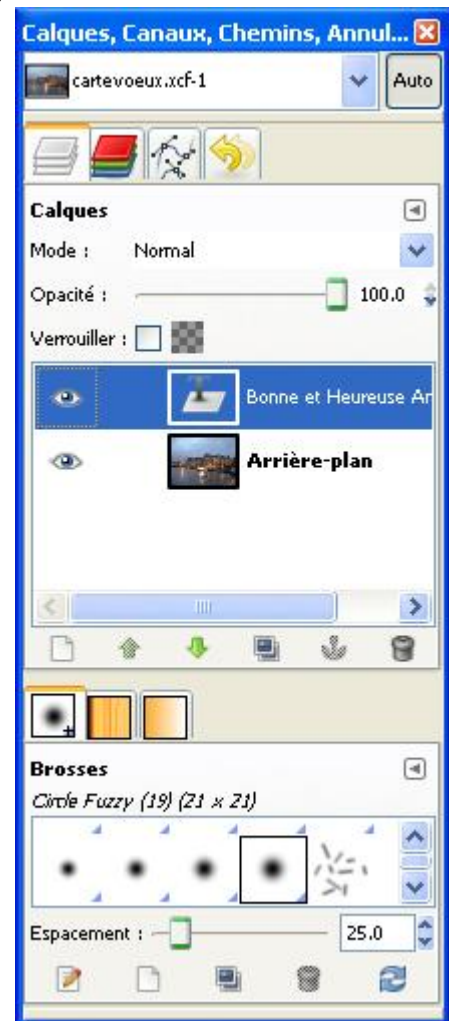 Calques, Canaux, Chemins, Annul...
cartevoeux.xcf-1
Auto
Calques
Mode : Normal
Opacité : 100.0
Verrouiller :
Bonne et Heureuse Ar
Arrière-plan
Brosses
Circle Fuzzy (19) (21 x 21)
Espacement : 25.0